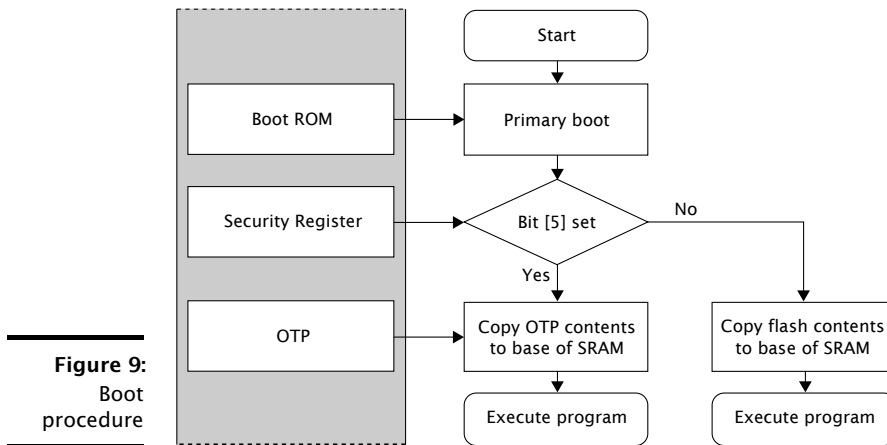 Start
Boot ROM
Primary boot
Security Register
Bit [5] set
No
Yes
OTP
Copy OTP contents
to base of SRAM
Copy flash contents
to base of SRAM
Execute program
Execute program
Figure 9:
Boot
procedure